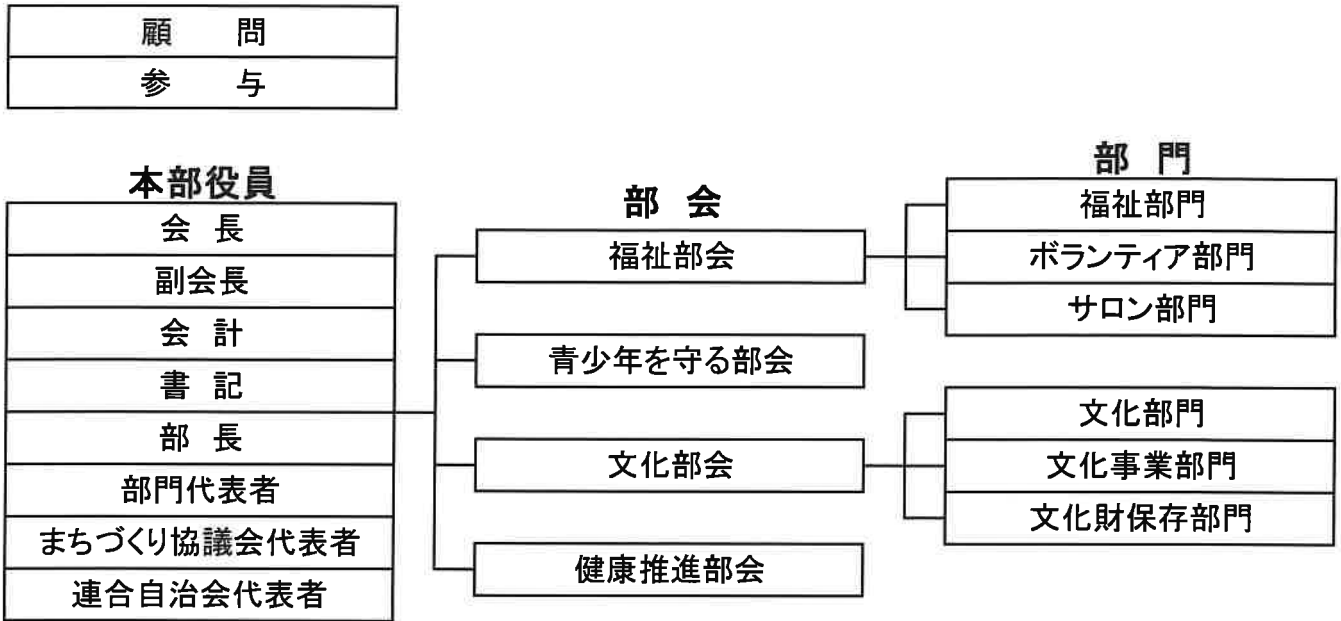 顧 問
参 与
本部役員
会 長
副会長
会 計
書 記
部 長
部門代表者
まちづくり協議会代表者
連合自治会代表者
部 会
福祉部会
青少年を守る部会
文化部会
健康推進部会
部 門
福祉部門
ボランティア部門
サロン部門
文化部門
文化事業部門
文化財保存部門